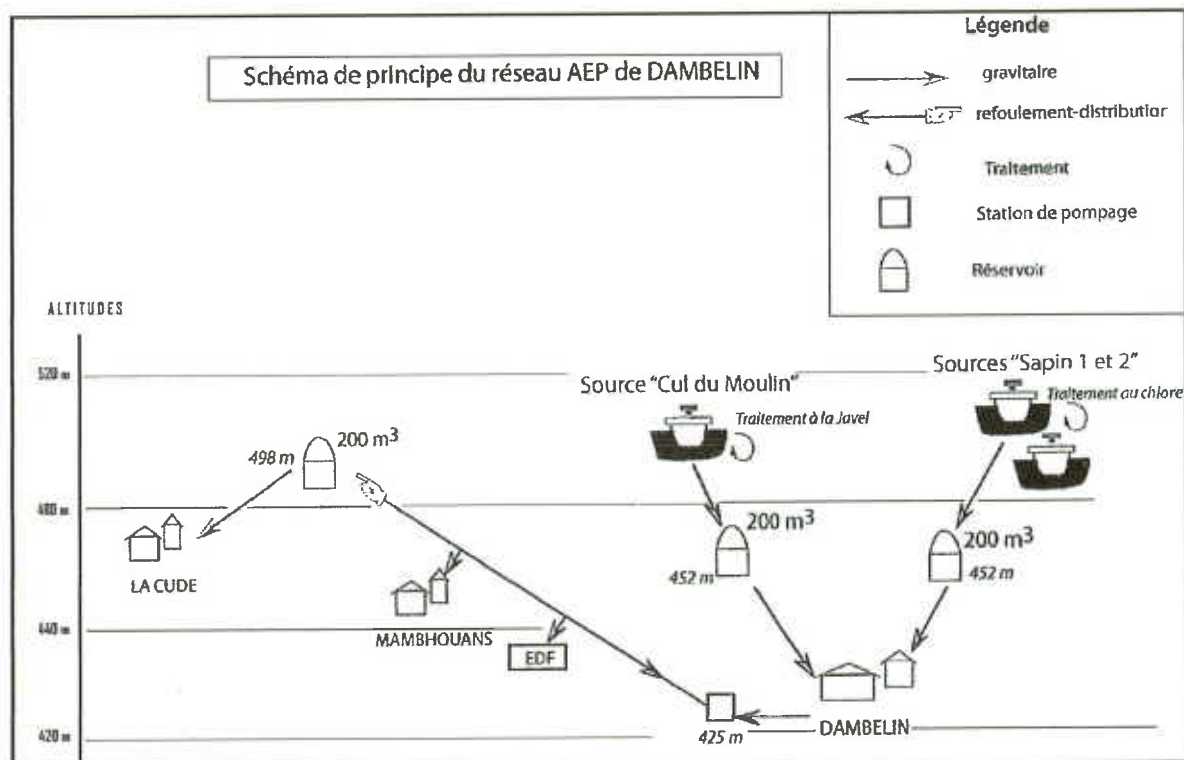 Schéma de principe du réseau AEP de DAMBELIN
Légende
gravitaire
refoulement-distribution
Traitement
Station de pompage
Réservoir
ALTITUDES
520 m
Source "Cul du Moulin"
Sources "Sapin 1 et 2"
Traitement à la Javel
Traitement au chlore
498 m
200 m³
480 m
200 m³
452 m
200 m³
452 m
LA CUDE
MAMBHOUANS
440 m
EDF
DAMBELIN
425 m
420 m